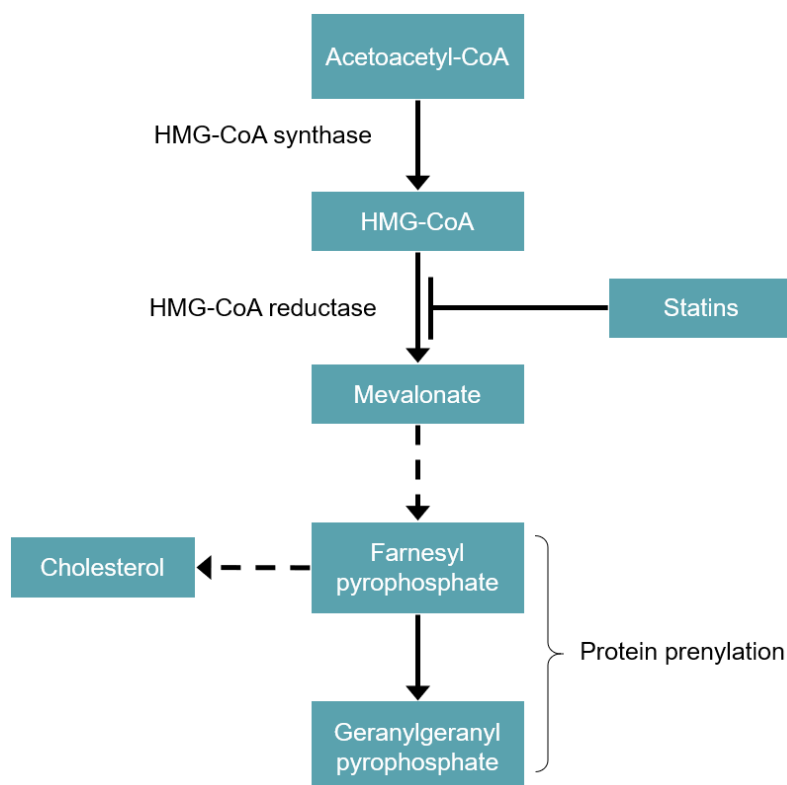 Acetoacetyl-CoA
HMG-CoA synthase
HMG-CoA
HMG-CoA reductase
Statins
Mevalonate
Cholesterol
Farnesyl
pyrophosphate
Protein prenylation
Geranylgeranyl
pyrophosphate